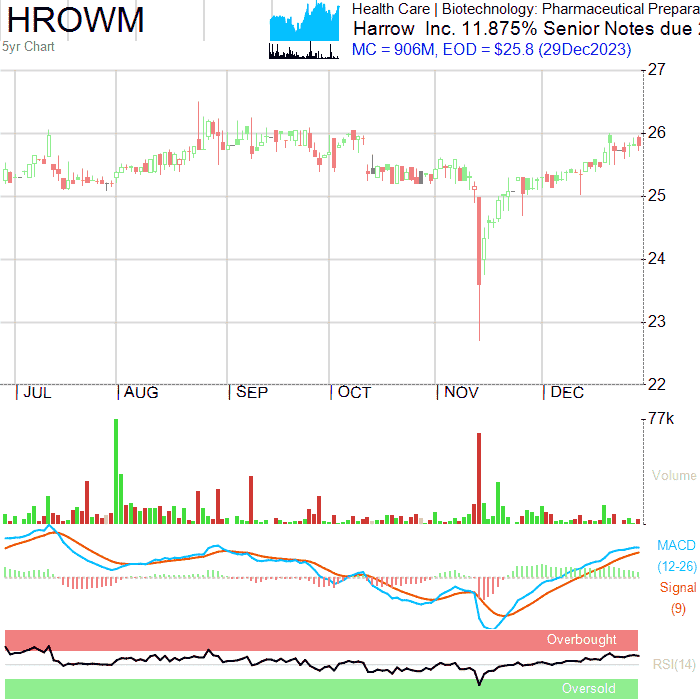 HROWM
5yr Chart
Health Care | Biotechnology: Pharmaceutical Prepara
Harrow Inc. 11.875% Senior Notes due
MC = 906M, EOD = $25.8 (29Dec2023)
27
26
25
24
23
22
JUL AUG SEP OCT NOV DEC
77k
Volume
MACD
(12-26)
Signal
(9)
Overbought
RSI(14)
Oversold